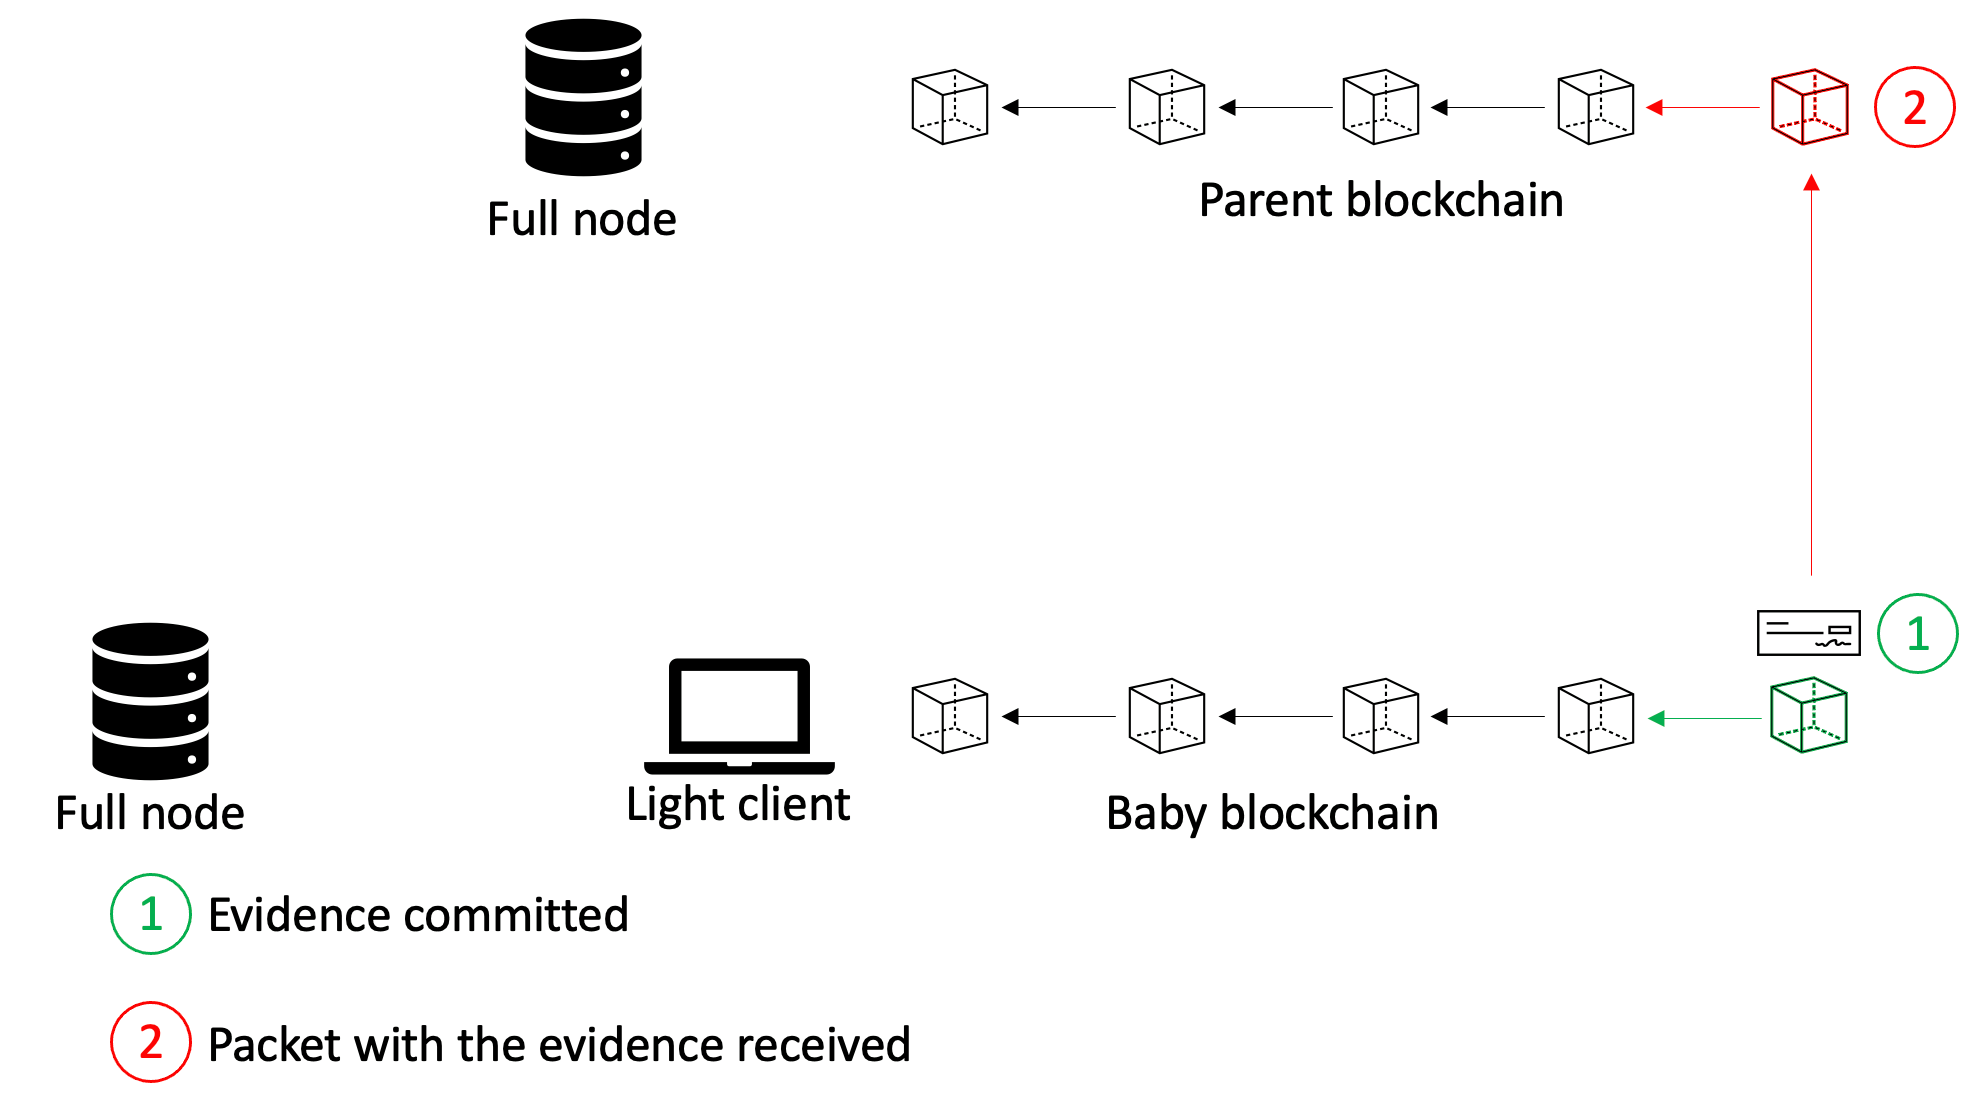 2
Full node
Parent blockchain
1
Full node
Light client
Baby blockchain
1 Evidence committed
2 Packet with the evidence received